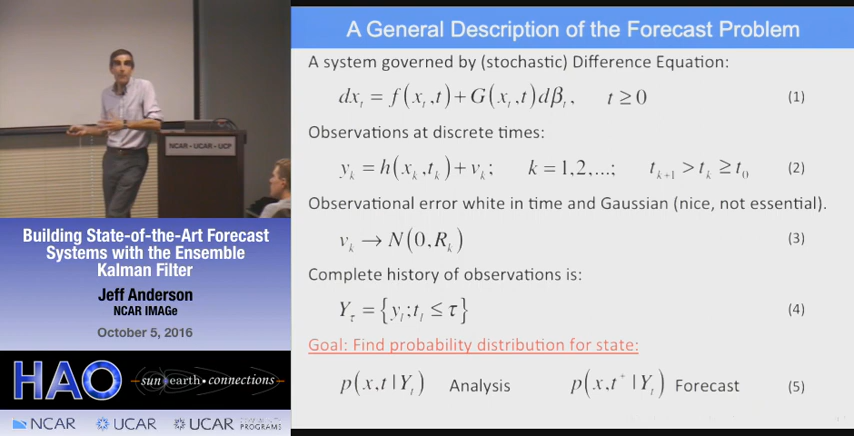 A General Description of the Forecast Problem
A system governed by (stochastic) Difference Equation:
dx_t = f(x_t,t)+G(x_t,t)dβ_t, t ≥ 0 (1)
Observations at discrete times:
y_k = h(x_k,t_k)+v_k; k = 1,2,...; t_{k+1} > t_k ≥ t_0 (2)
Observational error white in time and Gaussian (nice, not essential).
v_k → N(0,R_k) (3)
Complete history of observations is:
Y_τ = {y_l; t_l ≤ τ} (4)
Goal: Find probability distribution for state:
p(x,t|Y_t) Analysis p(x,t^+|Y_t) Forecast (5)
NCAR - UCAR - UCP
Building State-of-the-Art Forecast
Systems with the Ensemble
Kalman Filter
Jeff Anderson
NCAR IMAGe
October 5, 2016
HAO
sun earth • connections
NCAR
UCAR
UCAR
PROGRAMS